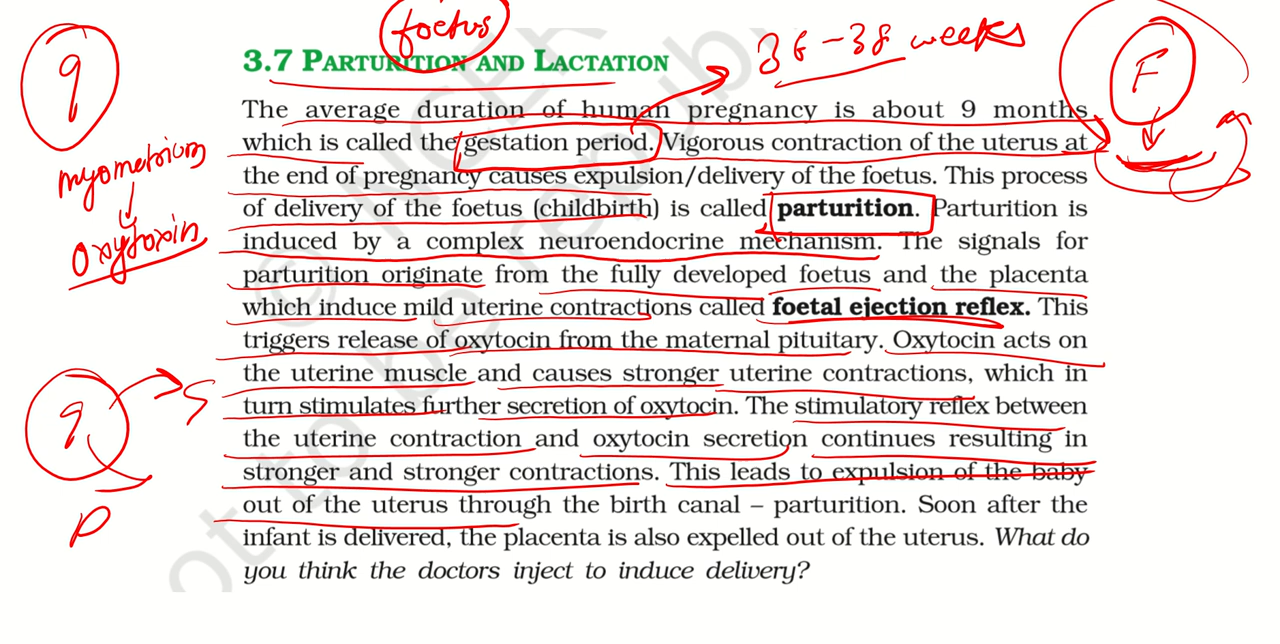 foetus
36-38 weeks
9
F
3.7 PARTURITION AND LACTATION
The average duration of human pregnancy is about 9 months
which is called the gestation period. Vigorous contraction of the uterus at
the end of pregnancy causes expulsion/delivery of the foetus. This process
of delivery of the foetus (childbirth) is called parturition. Parturition is
induced by a complex neuroendocrine mechanism. The signals for
parturition originate from the fully developed foetus and the placenta
which induce mild uterine contractions called foetal ejection reflex. This
triggers release of oxytocin from the maternal pituitary. Oxytocin acts on
the uterine muscle and causes stronger uterine contractions, which in
turn stimulates further secretion of oxytocin. The stimulatory reflex between
the uterine contraction and oxytocin secretion continues resulting in
stronger and stronger contractions. This leads to expulsion of the baby
out of the uterus through the birth canal – parturition. Soon after the
infant is delivered, the placenta is also expelled out of the uterus. What do
you think the doctors inject to induce delivery?
myometrium
Oxytoxin
9
S
P